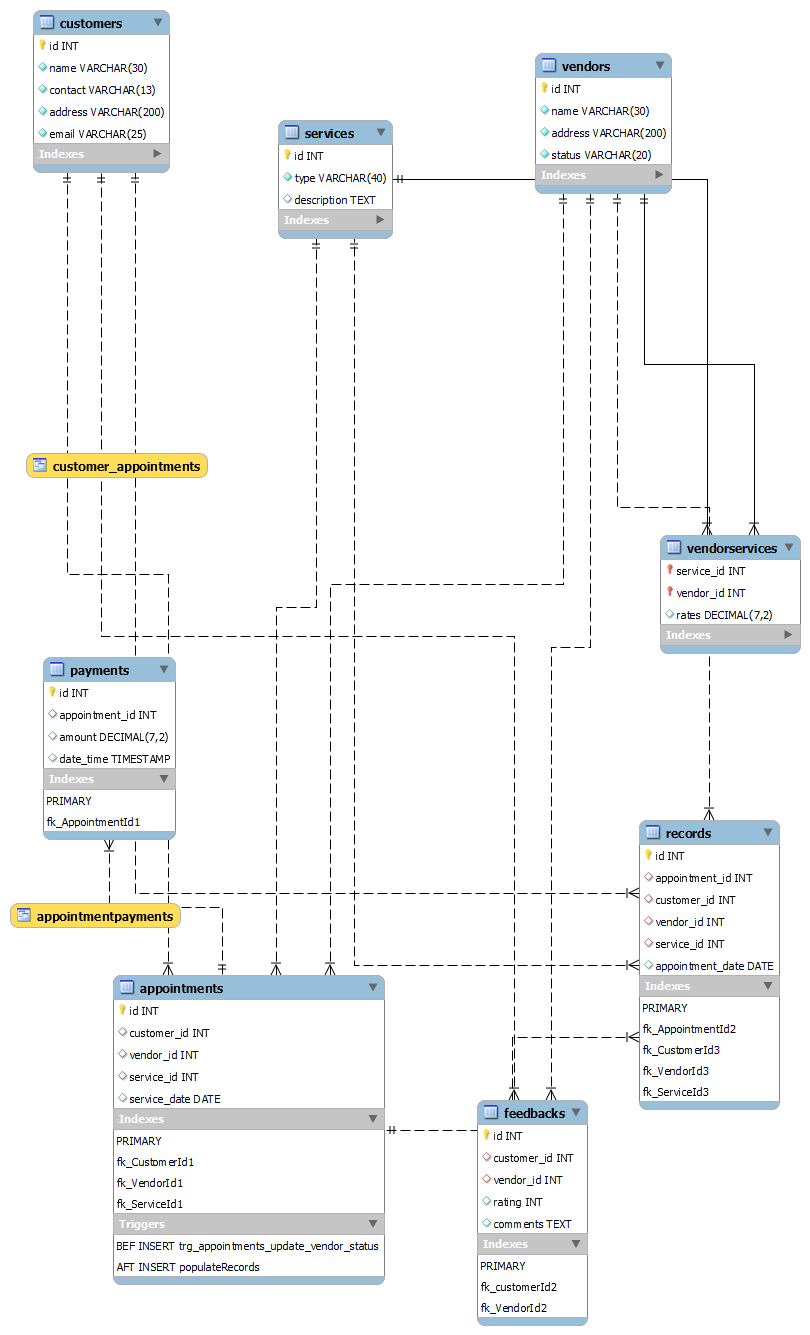 customers
id INT
name VARCHAR(30)
contact VARCHAR(13)
address VARCHAR(200)
email VARCHAR(25)
Indexes
vendors
id INT
name VARCHAR(30)
address VARCHAR(200)
status VARCHAR(20)
Indexes
services
id INT
type VARCHAR(40)
description TEXT
Indexes
customer_appointments
vendorservices
service_id INT
vendor_id INT
rates DECIMAL(7,2)
Indexes
payments
id INT
appointment_id INT
amount DECIMAL(7,2)
date_time TIMESTAMP
Indexes
PRIMARY
fk_AppointmentId1
records
id INT
appointment_id INT
customer_id INT
vendor_id INT
service_id INT
appointment_date DATE
Indexes
PRIMARY
fk_AppointmentId2
fk_CustomerId3
fk_VendorId3
fk_ServiceId3
appointmentpayments
appointments
id INT
customer_id INT
vendor_id INT
service_id INT
service_date DATE
Indexes
PRIMARY
fk_CustomerId1
fk_VendorId1
fk_ServiceId1
Triggers
BEF INSERT trg_appointments_update_vendor_status
AFT INSERT populateRecords
feedbacks
id INT
customer_id INT
vendor_id INT
rating INT
comments TEXT
Indexes
PRIMARY
fk_customerId2
fk_VendorId2